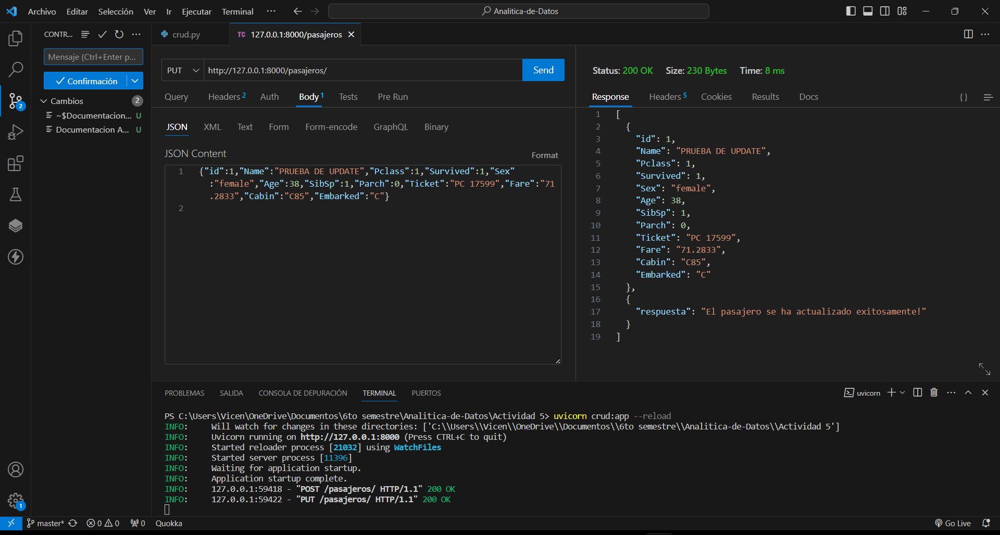 Archivo Editar Selección Ver Ir Ejecutar Terminal ··· Analitica-de-Datos
CONTR...
crud.py
TC 127.0.0.1:8000/pasajeros
Mensaje (Ctrl+Enter p...
Confirmación
Cambios 2
~$Documentacion... U
Documentacion A... U
2
PUT http://127.0.0.1:8000/pasajeros/ Send
Query Headers 2 Auth Body 1 Tests Pre Run
JSON XML Text Form Form-encode GraphQL Binary
JSON Content Format
1 {"id":1,"Name":"PRUEBA DE UPDATE","Pclass":1,"Survived":1,"Sex"
:"female","Age":38,"SibSp":1,"Parch":0,"Ticket":"PC 17599","Fare":"71
.2833","Cabin":"C85","Embarked":"C"}
2
Status: 200 OK Size: 230 Bytes Time: 8 ms
Response Headers 5 Cookies Results Docs {}
1 [
2 {
3 "id": 1,
4 "Name": "PRUEBA DE UPDATE",
5 "Pclass": 1,
6 "Survived": 1,
7 "Sex": "female",
8 "Age": 38,
9 "SibSp": 1,
10 "Parch": 0,
11 "Ticket": "PC 17599",
12 "Fare": "71.2833",
13 "Cabin": "C85",
14 "Embarked": "C"
15 },
16 {
17 "respuesta": "El pasajero se ha actualizado exitosamente!"
18 }
19 ]
PROBLEMAS SALIDA CONSOLA DE DEPURACIÓN TERMINAL PUERTOS uvicorn
PS C:\Users\Vicen\OneDrive\Documentos\6to semestre\Analitica-de-Datos\Actividad 5> uvicorn crud:app --reload
INFO: Will watch for changes in these directories: ['C:\\Users\\Vicen\\OneDrive\\Documentos\\6to semestre\\Analitica-de-Datos\\Actividad 5']
INFO: Uvicorn running on http://127.0.0.1:8000 (Press CTRL+C to quit)
INFO: Started reloader process [21032] using WatchFiles
INFO: Started server process [11396]
INFO: Waiting for application startup.
INFO: Application startup complete.
INFO: 127.0.0.1:59418 - "POST /pasajeros/ HTTP/1.1" 200 OK
INFO: 127.0.0.1:59422 - "PUT /pasajeros/ HTTP/1.1" 200 OK
1
master* 0 0 0 Quokka Go Live